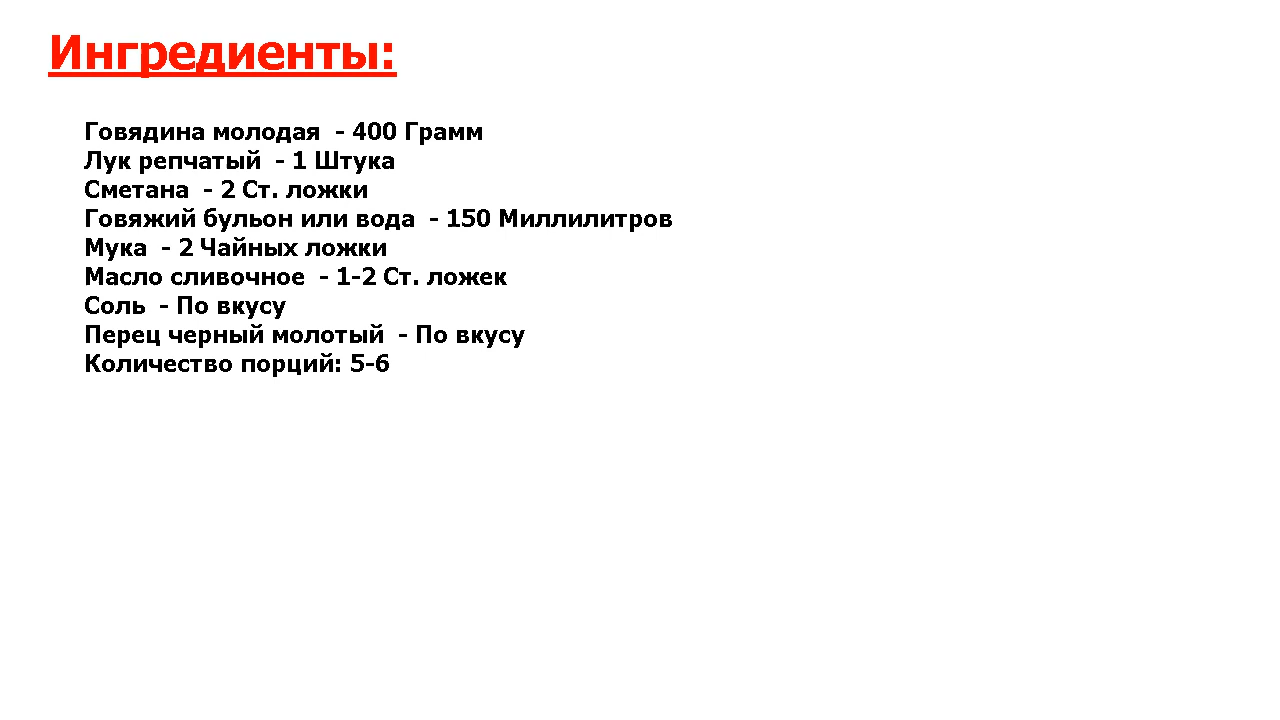 Ингредиенты:
Говядина молодая  - 400 Грамм
Лук репчатый  - 1 Штука
Сметана  - 2 Ст. ложки
Говяжий бульон или вода  - 150 Миллилитров
Мука  - 2 Чайных ложки
Масло сливочное  - 1-2 Ст. ложек
Соль  - По вкусу
Перец черный молотый  - По вкусу
Количество порций: 5-6